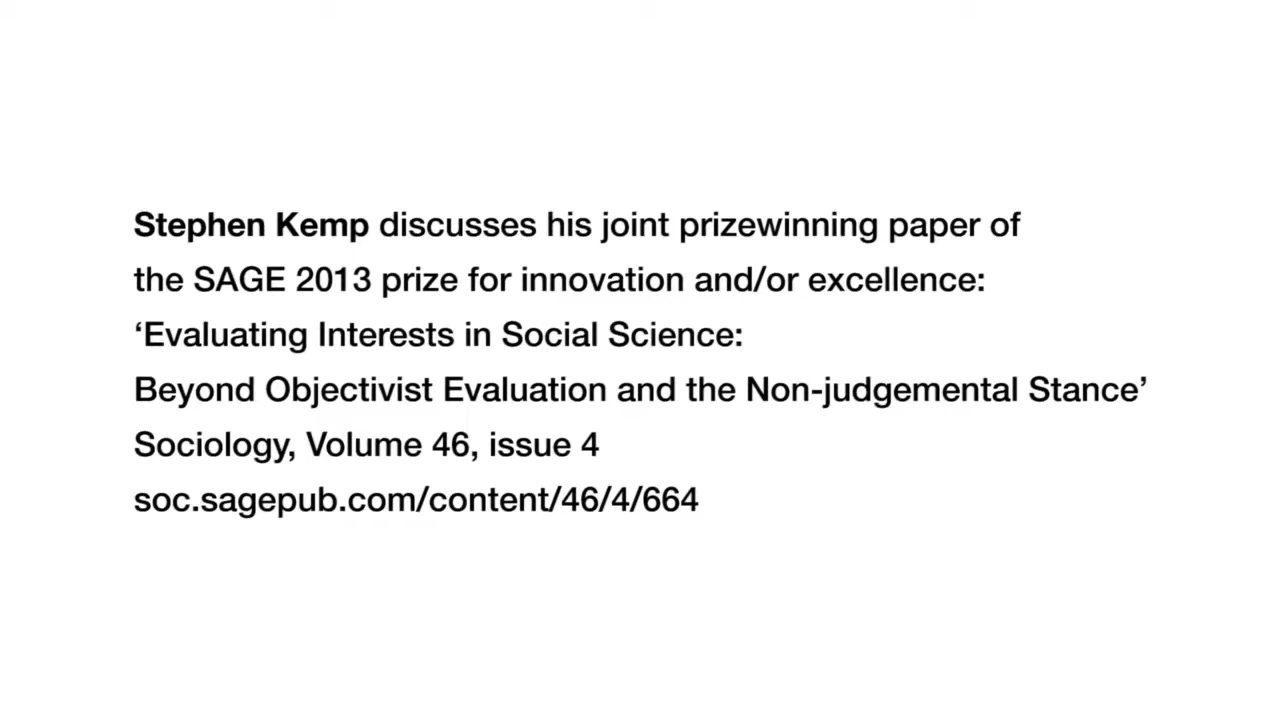 Stephen Kemp discusses his joint prizewinning paper of
the SAGE 2013 prize for innovation and/or excellence:
‘Evaluating Interests in Social Science:
Beyond Objectivist Evaluation and the Non-judgemental Stance’
Sociology, Volume 46, issue 4
soc.sagepub.com/content/46/4/664